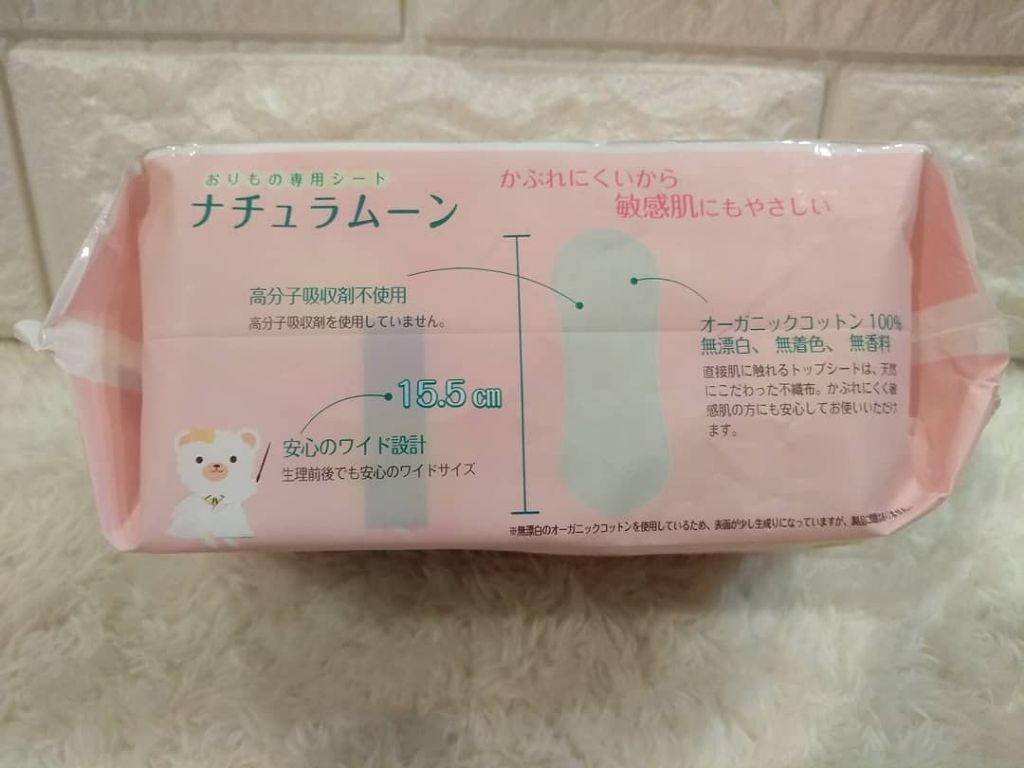 おりもの専用シート
ナチュラムーン
かぶれにくいから
敏感肌にもやさしい
高分子吸収剤不使用
高分子吸収剤を使用していません。
15.5cm
安心のワイド設計
生理前後でも安心のワイドサイズ
オーガニックコットン100%
無漂白、無着色、無香料
直接肌に触れるトップシートは、天然
にこだわった不織布。かぶれにくく敏
感肌の方にも安心してお使いいただけ
ます。
※無漂白のオーガニックコットンを使用しているため、表面が少し生成りになっていますが、